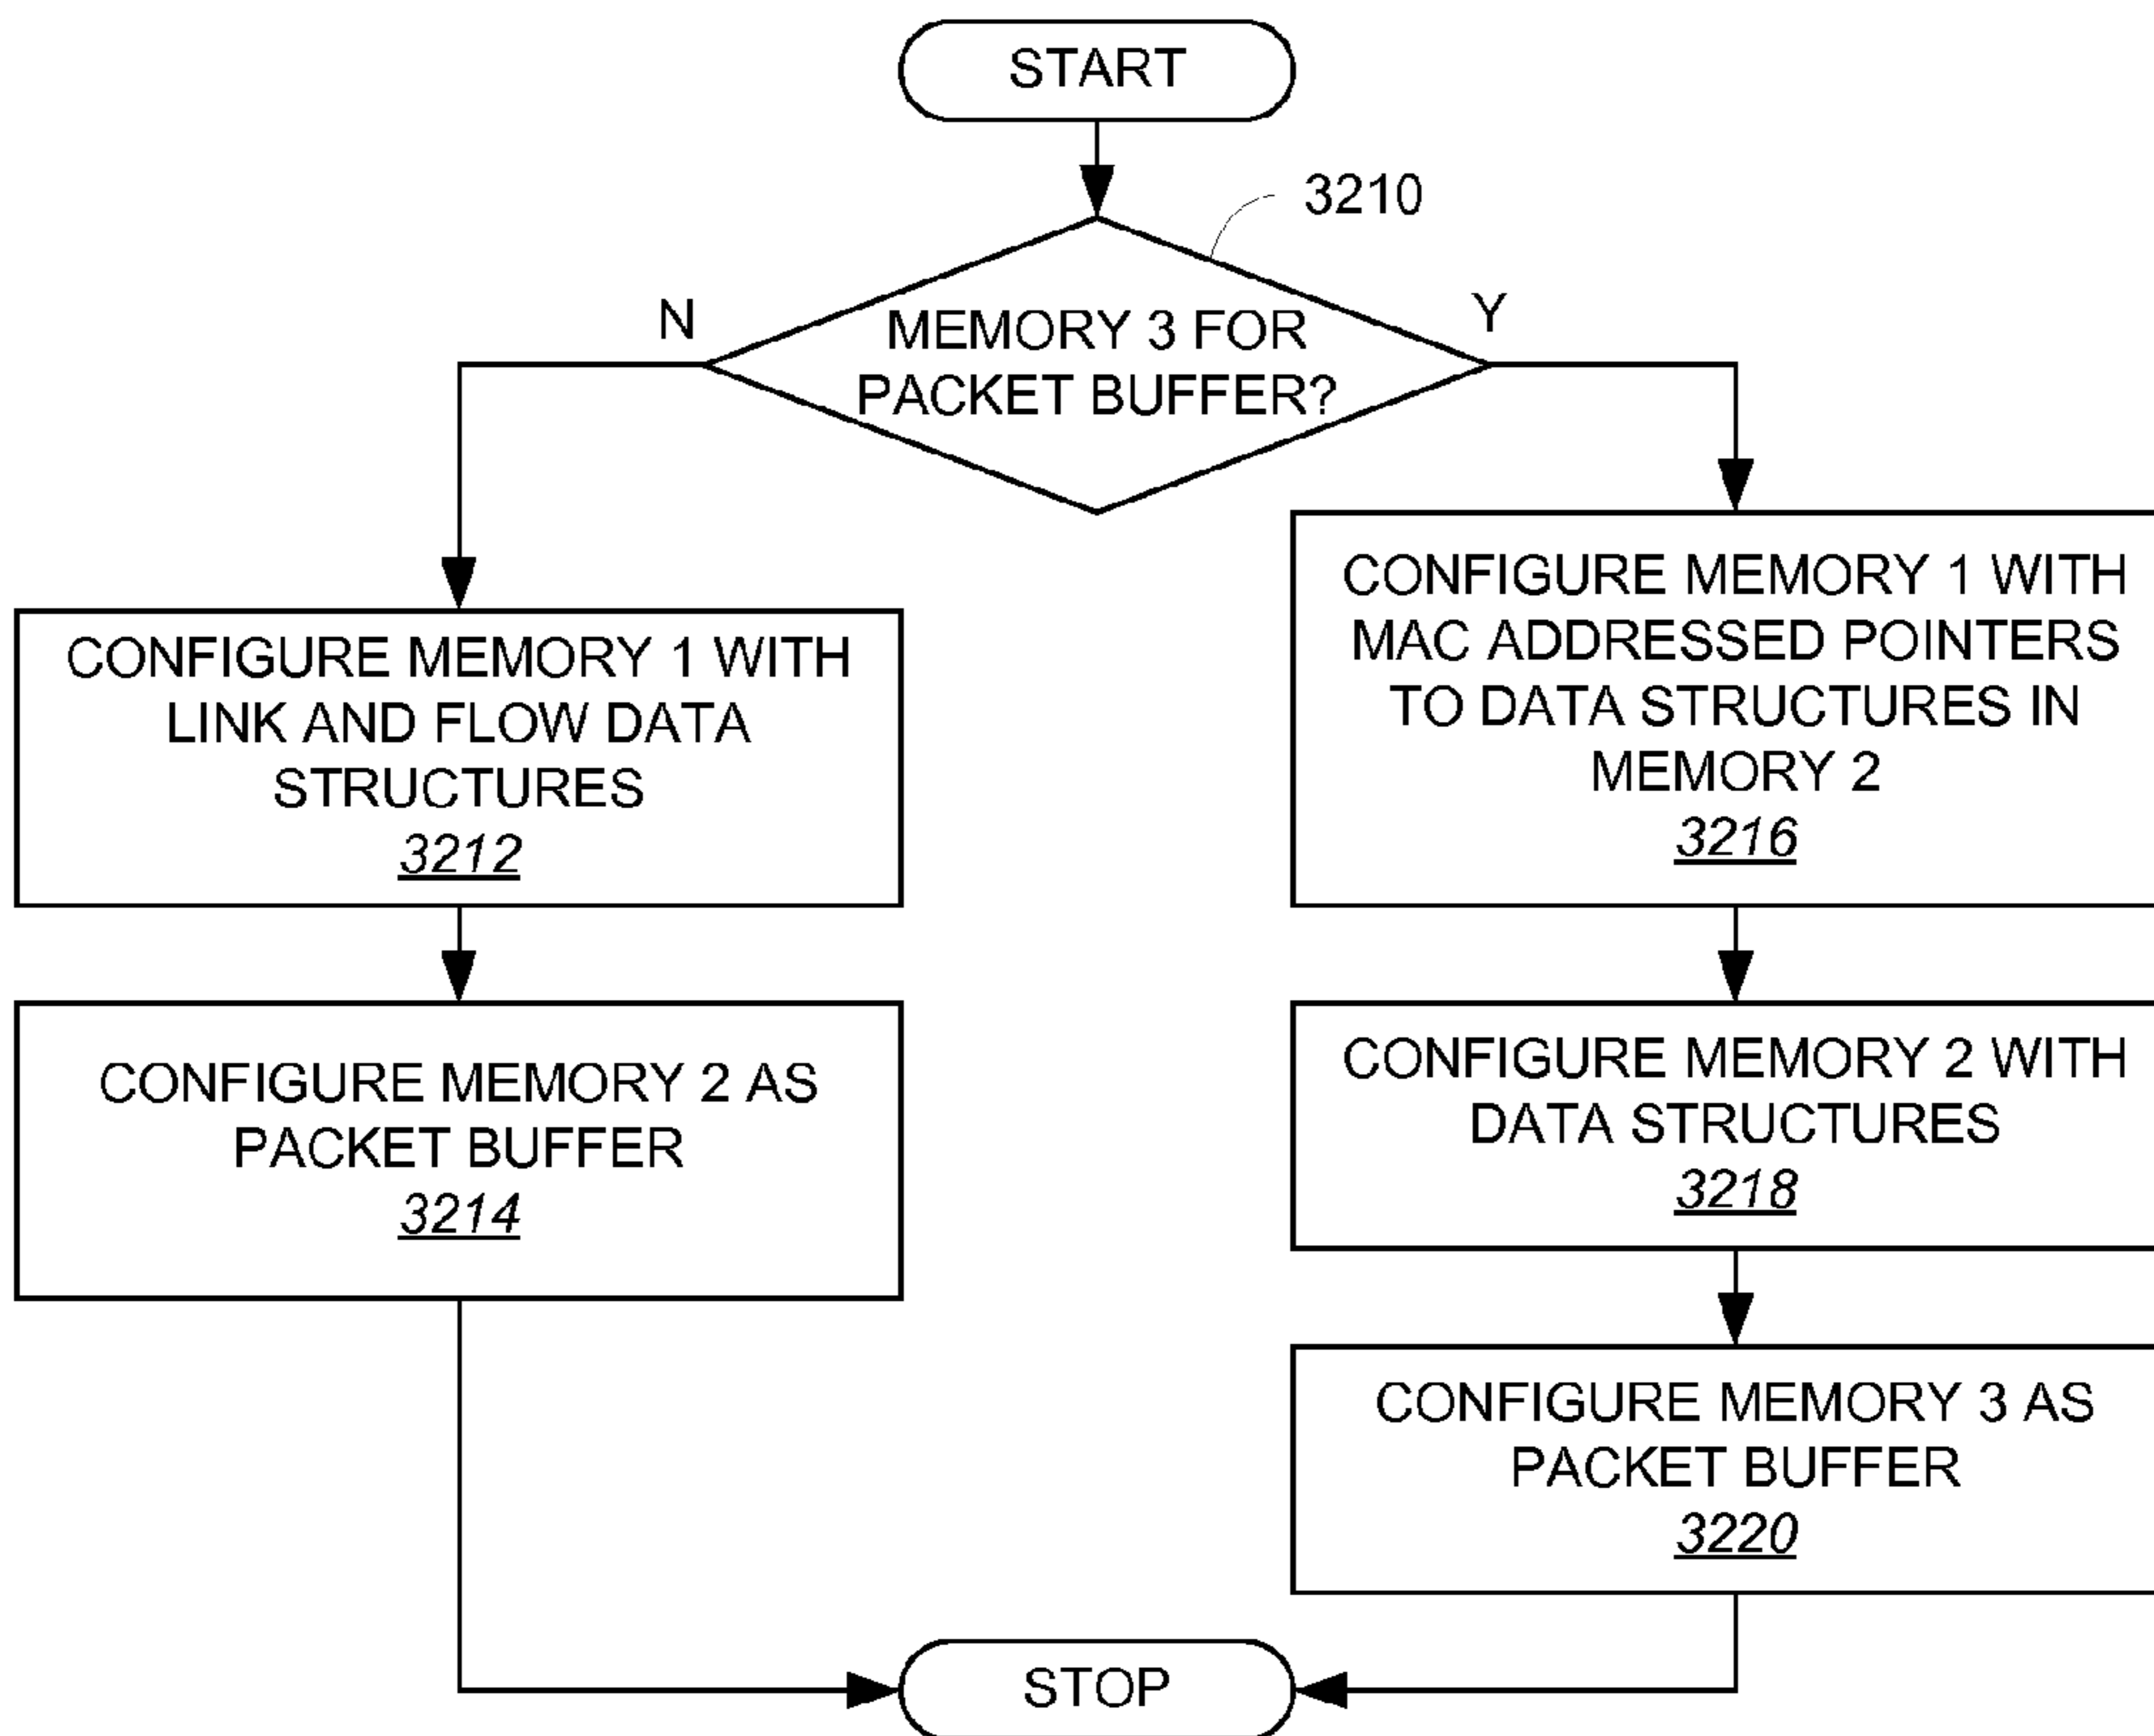 START
3210
N
Y
MEMORY 3 FOR
PACKET BUFFER?
CONFIGURE MEMORY 1 WITH
LINK AND FLOW DATA
STRUCTURES
3212
CONFIGURE MEMORY 2 AS
PACKET BUFFER
3214
CONFIGURE MEMORY 1 WITH
MAC ADDRESSED POINTERS
TO DATA STRUCTURES IN
MEMORY 2
3216
CONFIGURE MEMORY 2 WITH
DATA STRUCTURES
3218
CONFIGURE MEMORY 3 AS
PACKET BUFFER
3220
STOP